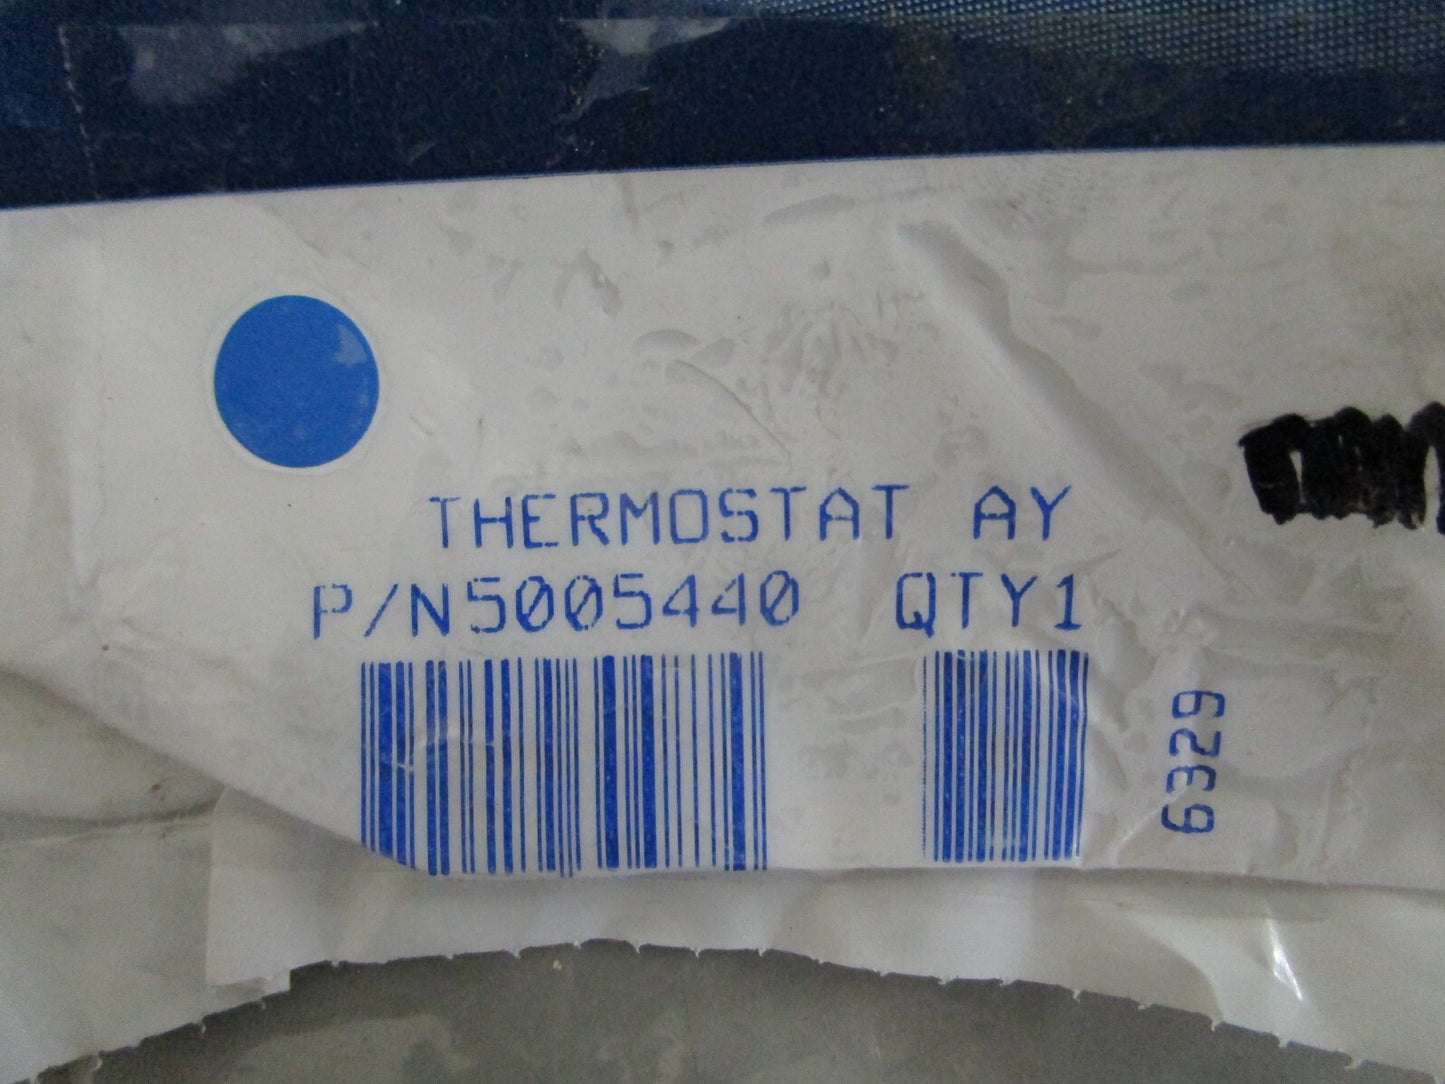 THERMOSTAT AY
P/N5005440 QTY1
6329